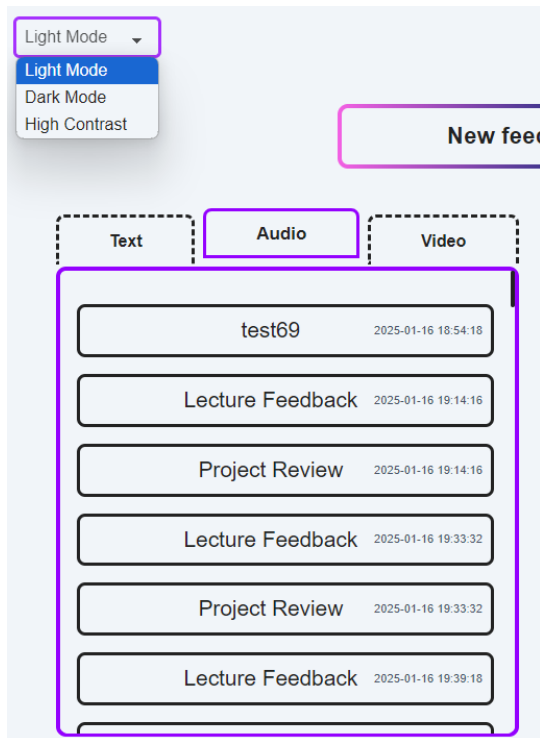 Light Mode
Light Mode
Dark Mode
High Contrast
New feed
Text
Audio
Video
test69 2025-01-16 18:54:18
Lecture Feedback 2025-01-16 19:14:16
Project Review 2025-01-16 19:14:16
Lecture Feedback 2025-01-16 19:33:32
Project Review 2025-01-16 19:33:32
Lecture Feedback 2025-01-16 19:39:18